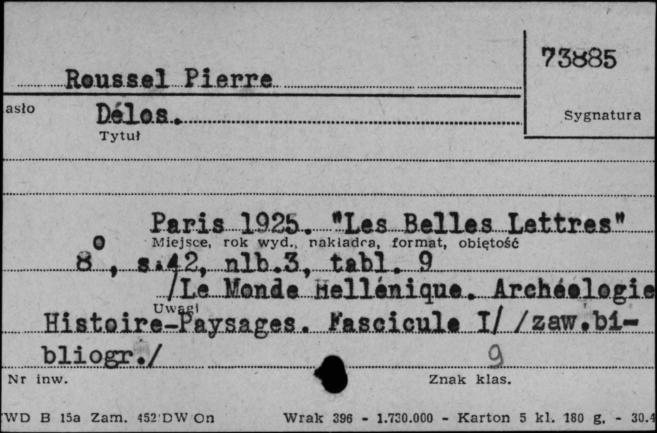 73885
Roussel Pierre
asło
Délos.
Sygnatura
Tytuł
Paris 1925. "Les Belles Lettres"
Miejsce, rok wyd., nakładca, format, objętość
8°, s.42, nlb.3, tabl. 9
/Le Monde Hellénique. Archéologie
Uwagi
Histoire-Paysages. Fascicule I/ /zaw.bi-
bliogr./
9
Nr inw.
Znak klas.
WD B 15a Zam. 452 DW On Wrak 396 - 1.730.000 - Karton 5 kl. 180 g. - 30.4